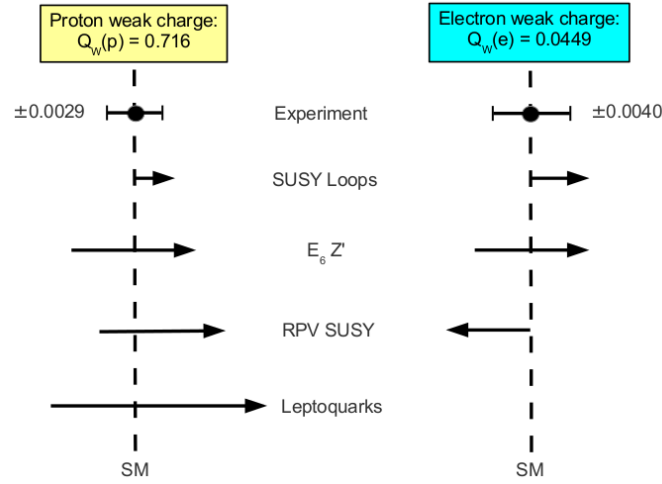 Proton weak charge:
Q_W(p) = 0.716
Electron weak charge:
Q_W(e) = 0.0449
±0.0029
Experiment
±0.0040
SUSY Loops
E_6 Z'
RPV SUSY
Leptoquarks
SM
SM